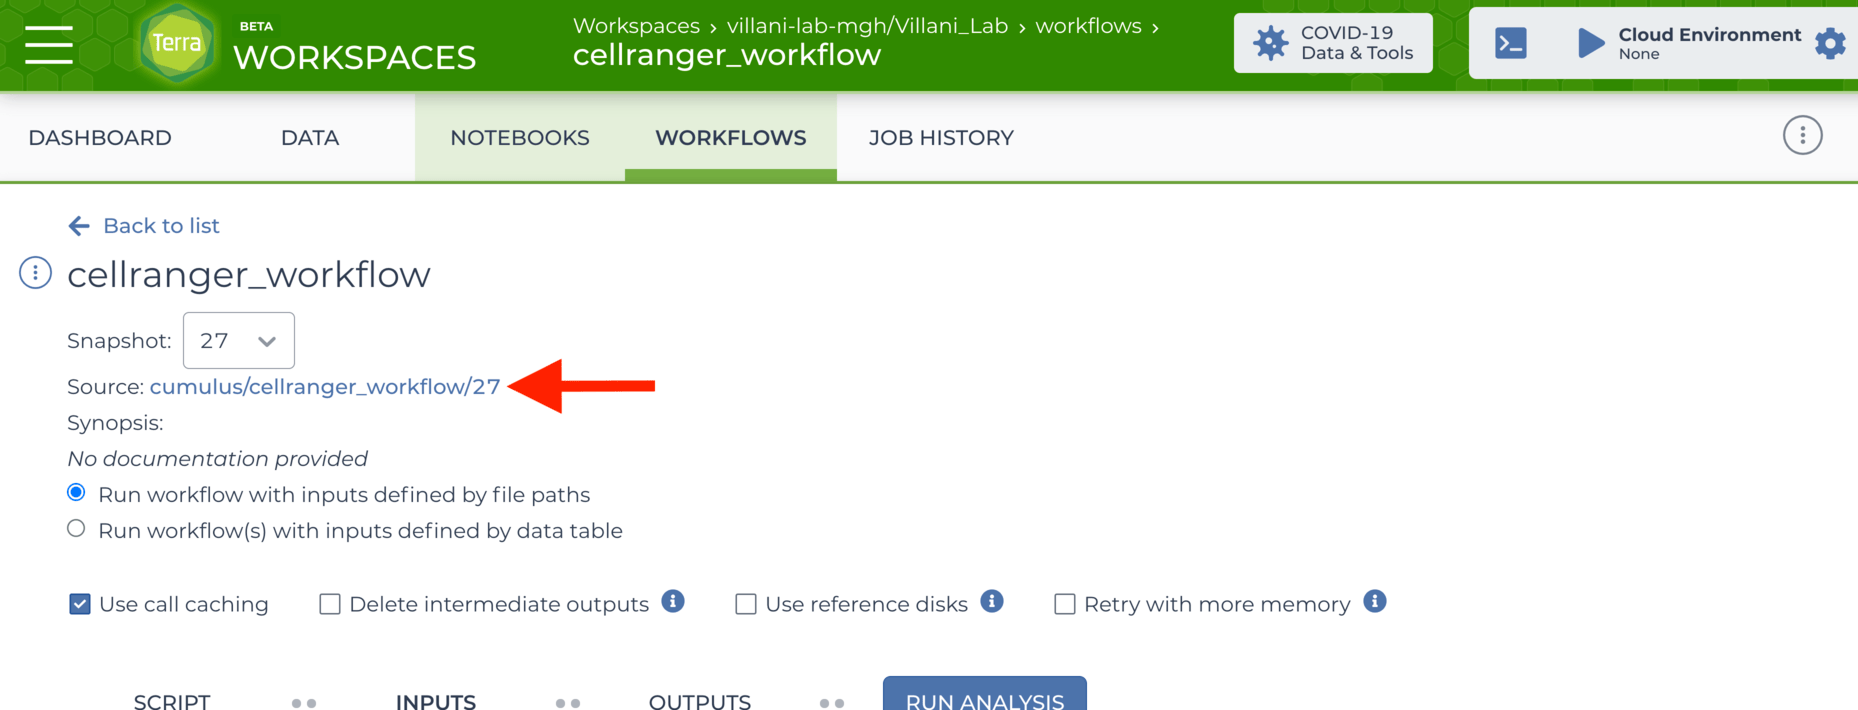 Terra
BETA
WORKSPACES
Workspaces › villani-lab-mgh/Villani_Lab › workflows ›
cellranger_workflow
COVID-19
Data & Tools
Cloud Environment
None
DASHBOARD DATA NOTEBOOKS WORKFLOWS JOB HISTORY
Back to list
cellranger_workflow
Snapshot: 27
Source: cumulus/cellranger_workflow/27
Synopsis:
No documentation provided
Run workflow with inputs defined by file paths
Run workflow(s) with inputs defined by data table
Use call caching Delete intermediate outputs Use reference disks Retry with more memory
SCRIPT INPUTS OUTPUTS RUN ANALYSIS